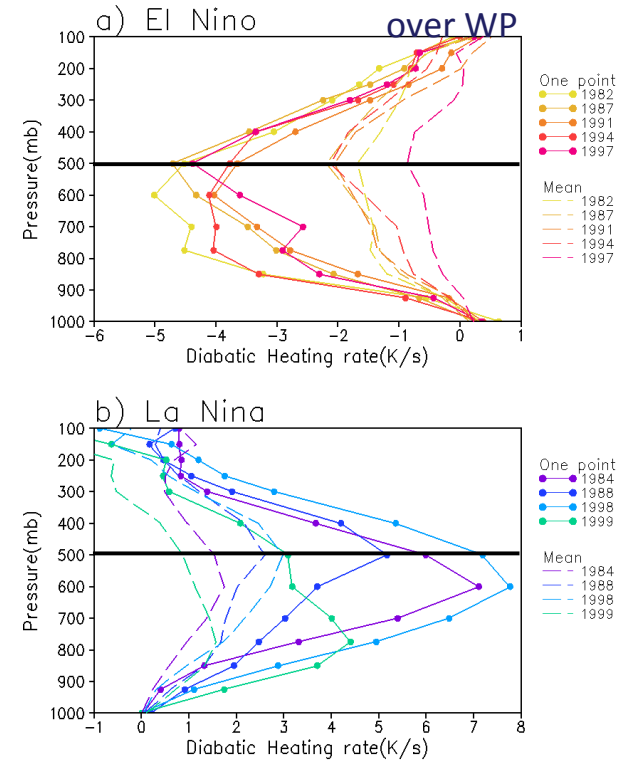 a) El Nino
over WP
100
200
300
400
500
600
700
800
900
1000
Pressure(mb)
-6 -5 -4 -3 -2 -1 0 1
Diabatic Heating rate(K/s)
One point
1982
1987
1991
1994
1997
Mean
1982
1987
1991
1994
1997
b) La Nina
100
200
300
400
500
600
700
800
900
1000
Pressure(mb)
-1 0 1 2 3 4 5 6 7 8
Diabatic Heating rate(K/s)
One point
1984
1988
1998
1999
Mean
1984
1988
1998
1999